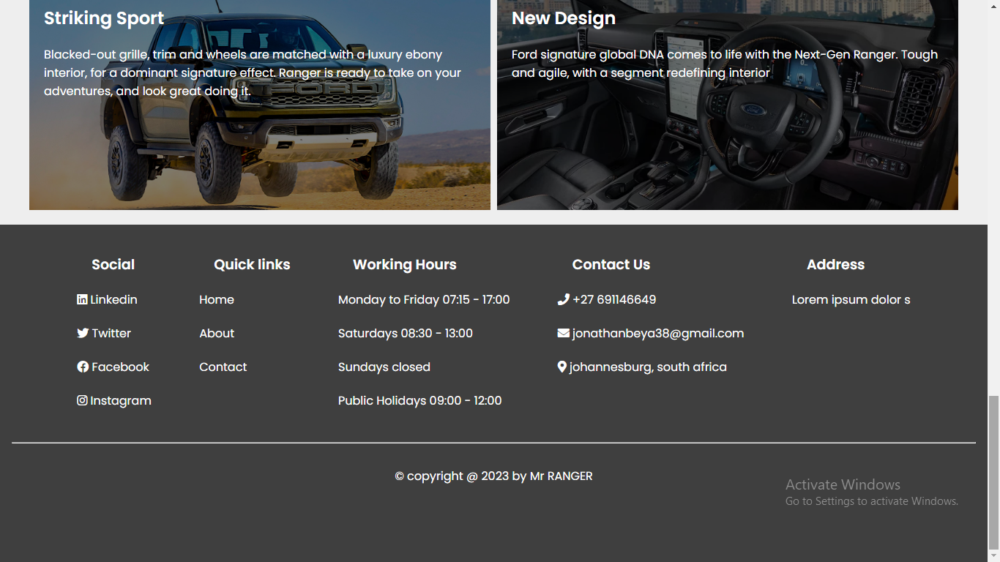 Striking Sport
Blacked-out grille, trim and wheels are matched with a luxury ebony
interior, for a dominant signature effect. Ranger is ready to take on your
adventures, and look great doing it.
FORD
New Design
Ford signature global DNA comes to life with the Next-Gen Ranger. Tough
and agile, with a segment redefining interior
Ford
Social
Linkedin
Twitter
Facebook
Instagram
Quick links
Home
About
Contact
Working Hours
Monday to Friday 07:15 - 17:00
Saturdays 08:30 - 13:00
Sundays closed
Public Holidays 09:00 - 12:00
Contact Us
+27 691146649
jonathanbeya38@gmail.com
johannesburg, south africa
Address
Lorem ipsum dolor s
© copyright @ 2023 by Mr RANGER
Activate Windows
Go to Settings to activate Windows.